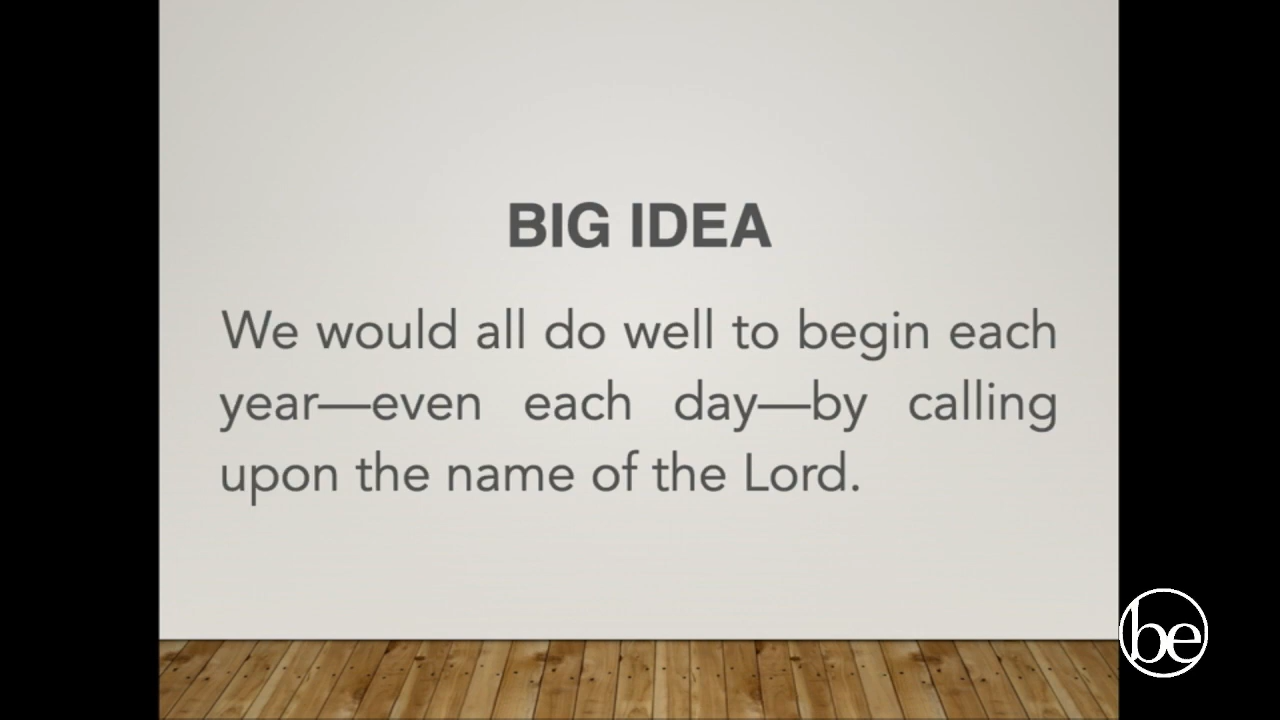 BIG IDEA
We would all do well to begin each
year—even each day—by calling
upon the name of the Lord.
be